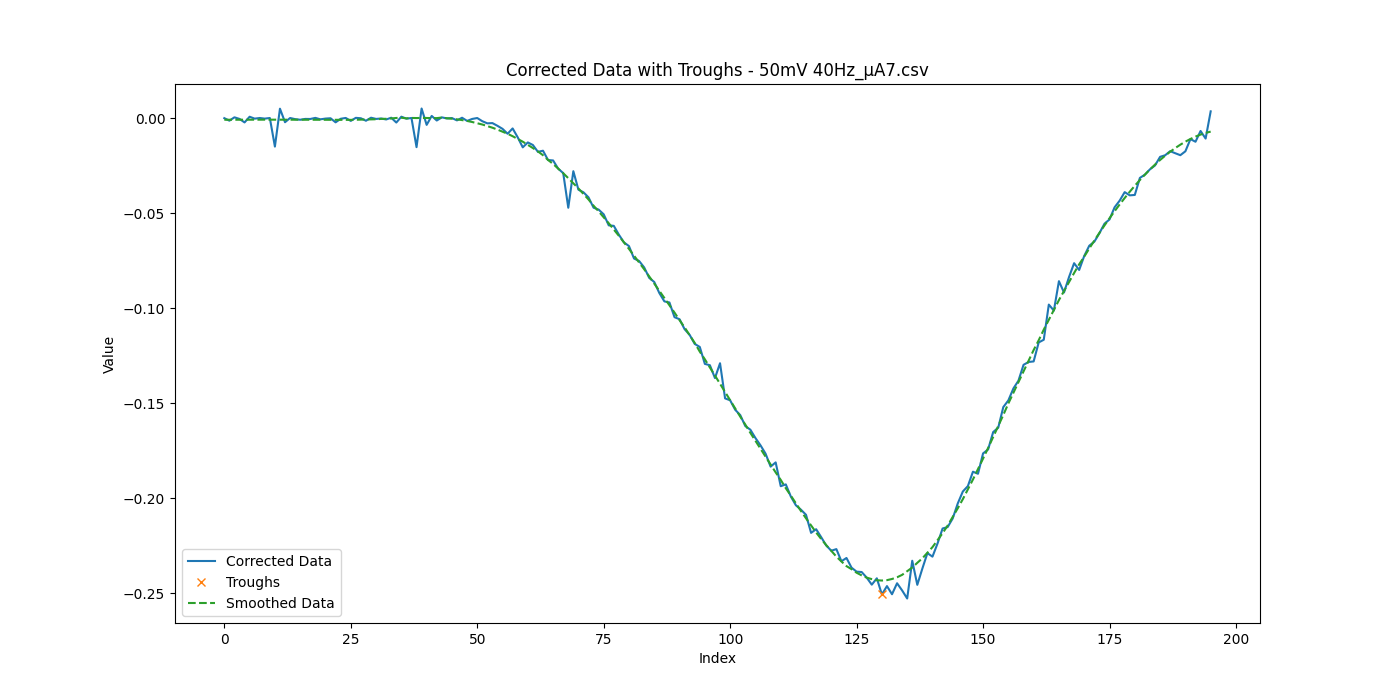 Corrected Data with Troughs - 50mV 40Hz_μA7.csv
0.00
−0.05
−0.10
−0.15
−0.20
−0.25
Value
Corrected Data
Troughs
Smoothed Data
0 25 50 75 100 125 150 175 200
Index